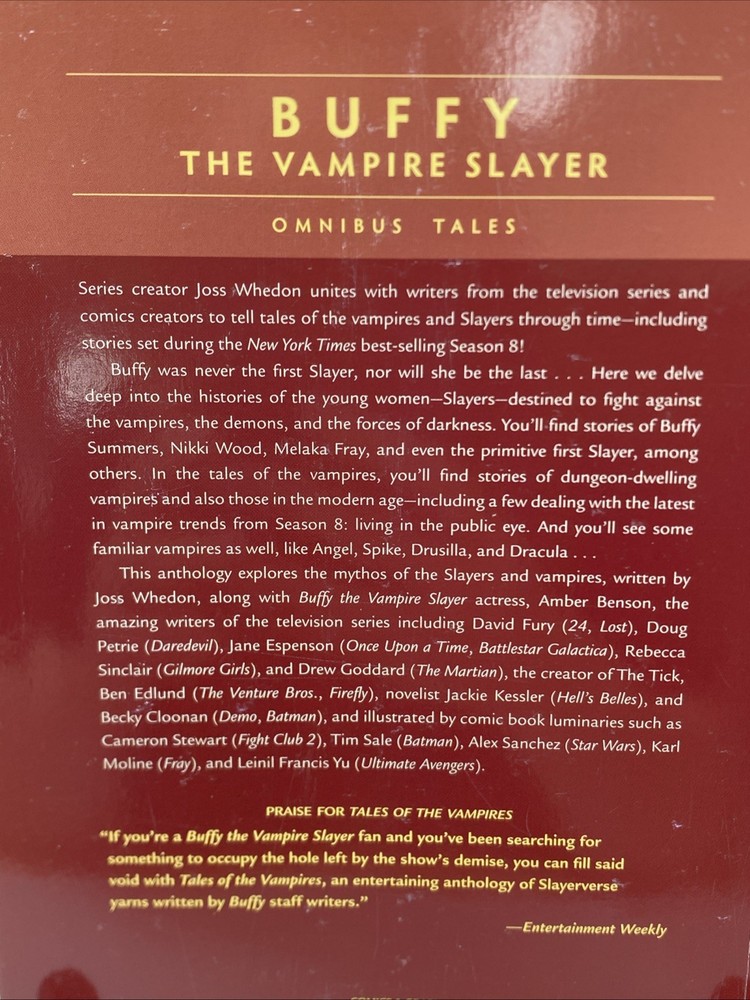 BUFFY
THE VAMPIRE SLAYER
OMNIBUS TALES
Series creator Joss Whedon unites with writers from the television series and
comics creators to tell tales of the vampires and Slayers through time—including
stories set during the New York Times best-selling Season 8!
Buffy was never the first Slayer, nor will she be the last . . . Here we delve
deep into the histories of the young women—Slayers—destined to fight against
the vampires, the demons, and the forces of darkness. You'll find stories of Buffy
Summers, Nikki Wood, Melaka Fray, and even the primitive first Slayer, among
others. In the tales of the vampires, you'll find stories of dungeon-dwelling
vampires and also those in the modern age—including a few dealing with the latest
in vampire trends from Season 8: living in the public eye. And you'll see some
familiar vampires as well, like Angel, Spike, Drusilla, and Dracula . . .
This anthology explores the mythos of the Slayers and vampires, written by
Joss Whedon, along with Buffy the Vampire Slayer actress, Amber Benson, the
amazing writers of the television series including David Fury (24, Lost), Doug
Petrie (Daredevil), Jane Espenson (Once Upon a Time, Battlestar Galactica), Rebecca
Sinclair (Gilmore Girls), and Drew Goddard (The Martian), the creator of The Tick,
Ben Edlund (The Venture Bros., Firefly), novelist Jackie Kessler (Hell's Belles), and
Becky Cloonan (Demo, Batman), and illustrated by comic book luminaries such as
Cameron Stewart (Fight Club 2), Tim Sale (Batman), Alex Sanchez (Star Wars), Karl
Moline (Fray), and Leinil Francis Yu (Ultimate Avengers).
PRAISE FOR TALES OF THE VAMPIRES
"If you're a Buffy the Vampire Slayer fan and you've been searching for
something to occupy the hole left by the show's demise, you can fill said
void with Tales of the Vampires, an entertaining anthology of Slayerverse
yarns written by Buffy staff writers."
—Entertainment Weekly